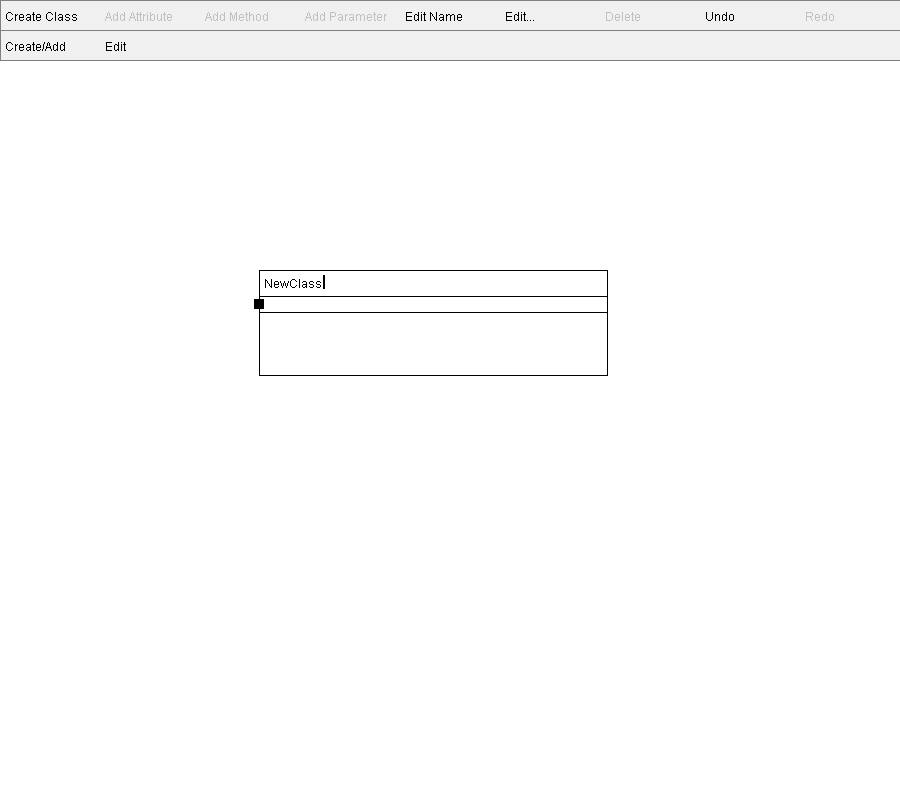 Create Class Add Attribute Add Method Add Parameter Edit Name Edit... Delete Undo Redo
Create/Add Edit
NewClass